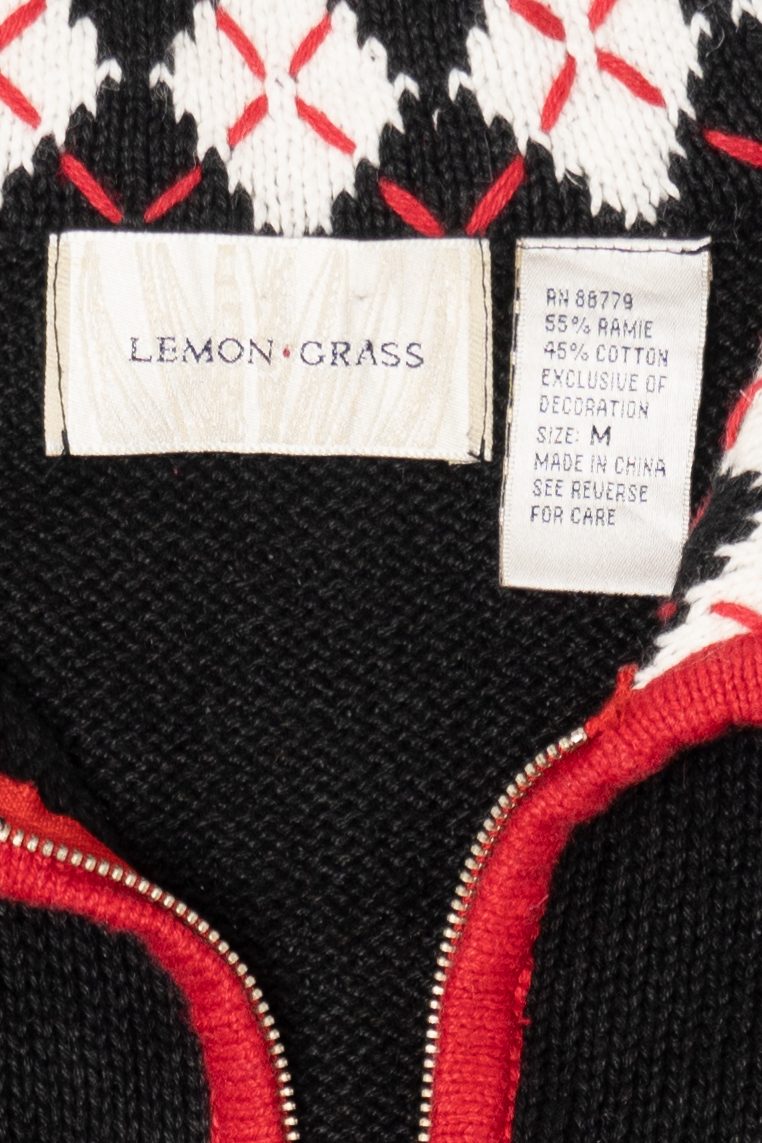 LEMON·GRASS
RN 88779
55% RAMIE
45% COTTON
EXCLUSIVE OF
DECORATION
SIZE: M
MADE IN CHINA
SEE REVERSE
FOR CARE